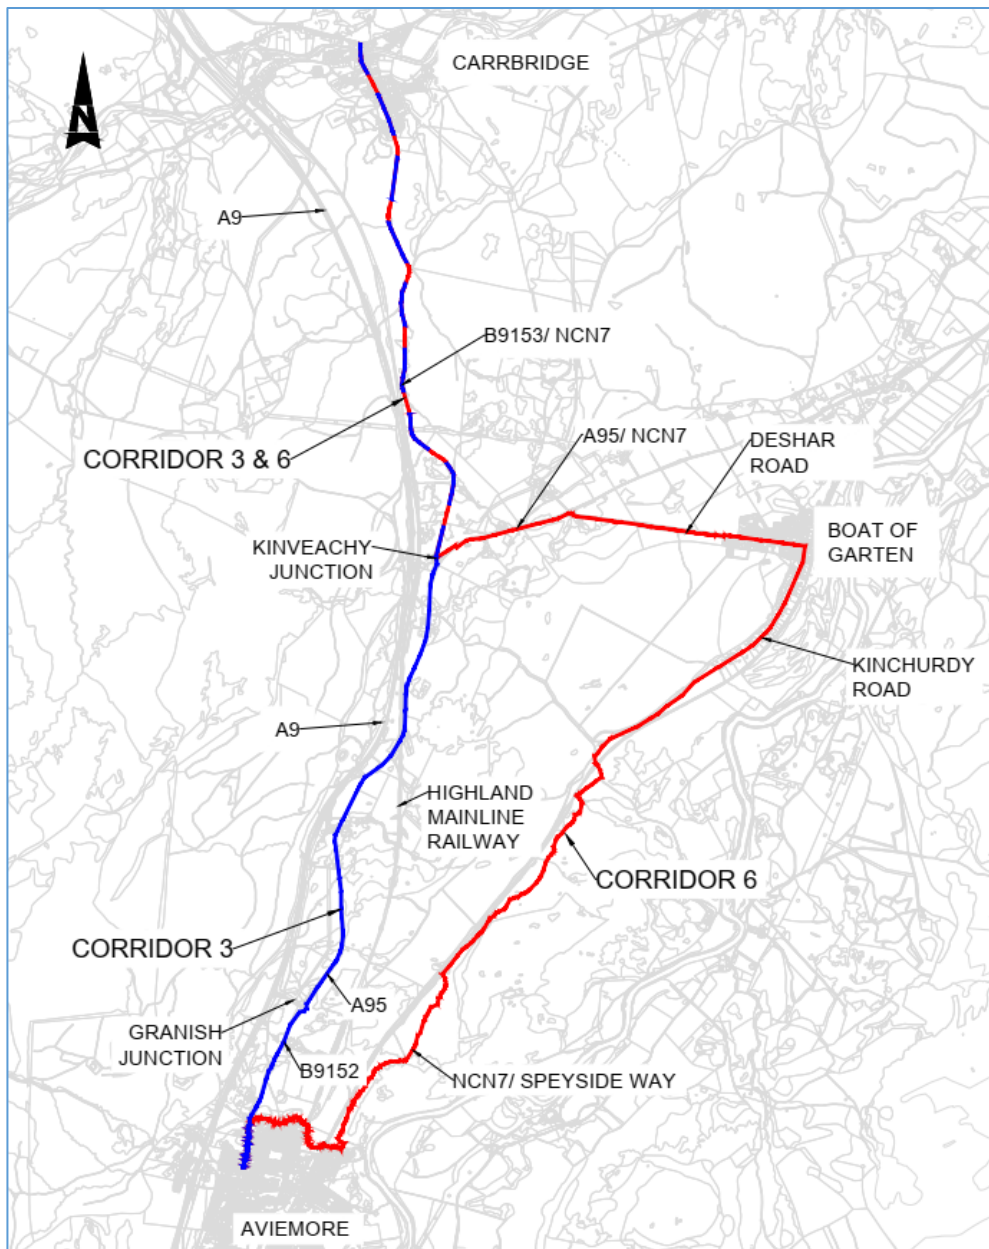 CARRBRIDGE
N
A9
B9153/ NCN7
A95/ NCN7
DESHAR
ROAD
CORRIDOR 3 & 6
BOAT OF
GARTEN
KINVEACHY
JUNCTION
KINCHURDY
ROAD
A9
HIGHLAND
MAINLINE
RAILWAY
CORRIDOR 6
CORRIDOR 3
A95
GRANISH
JUNCTION
B9152
NCN7/ SPEYSIDE WAY
AVIEMORE